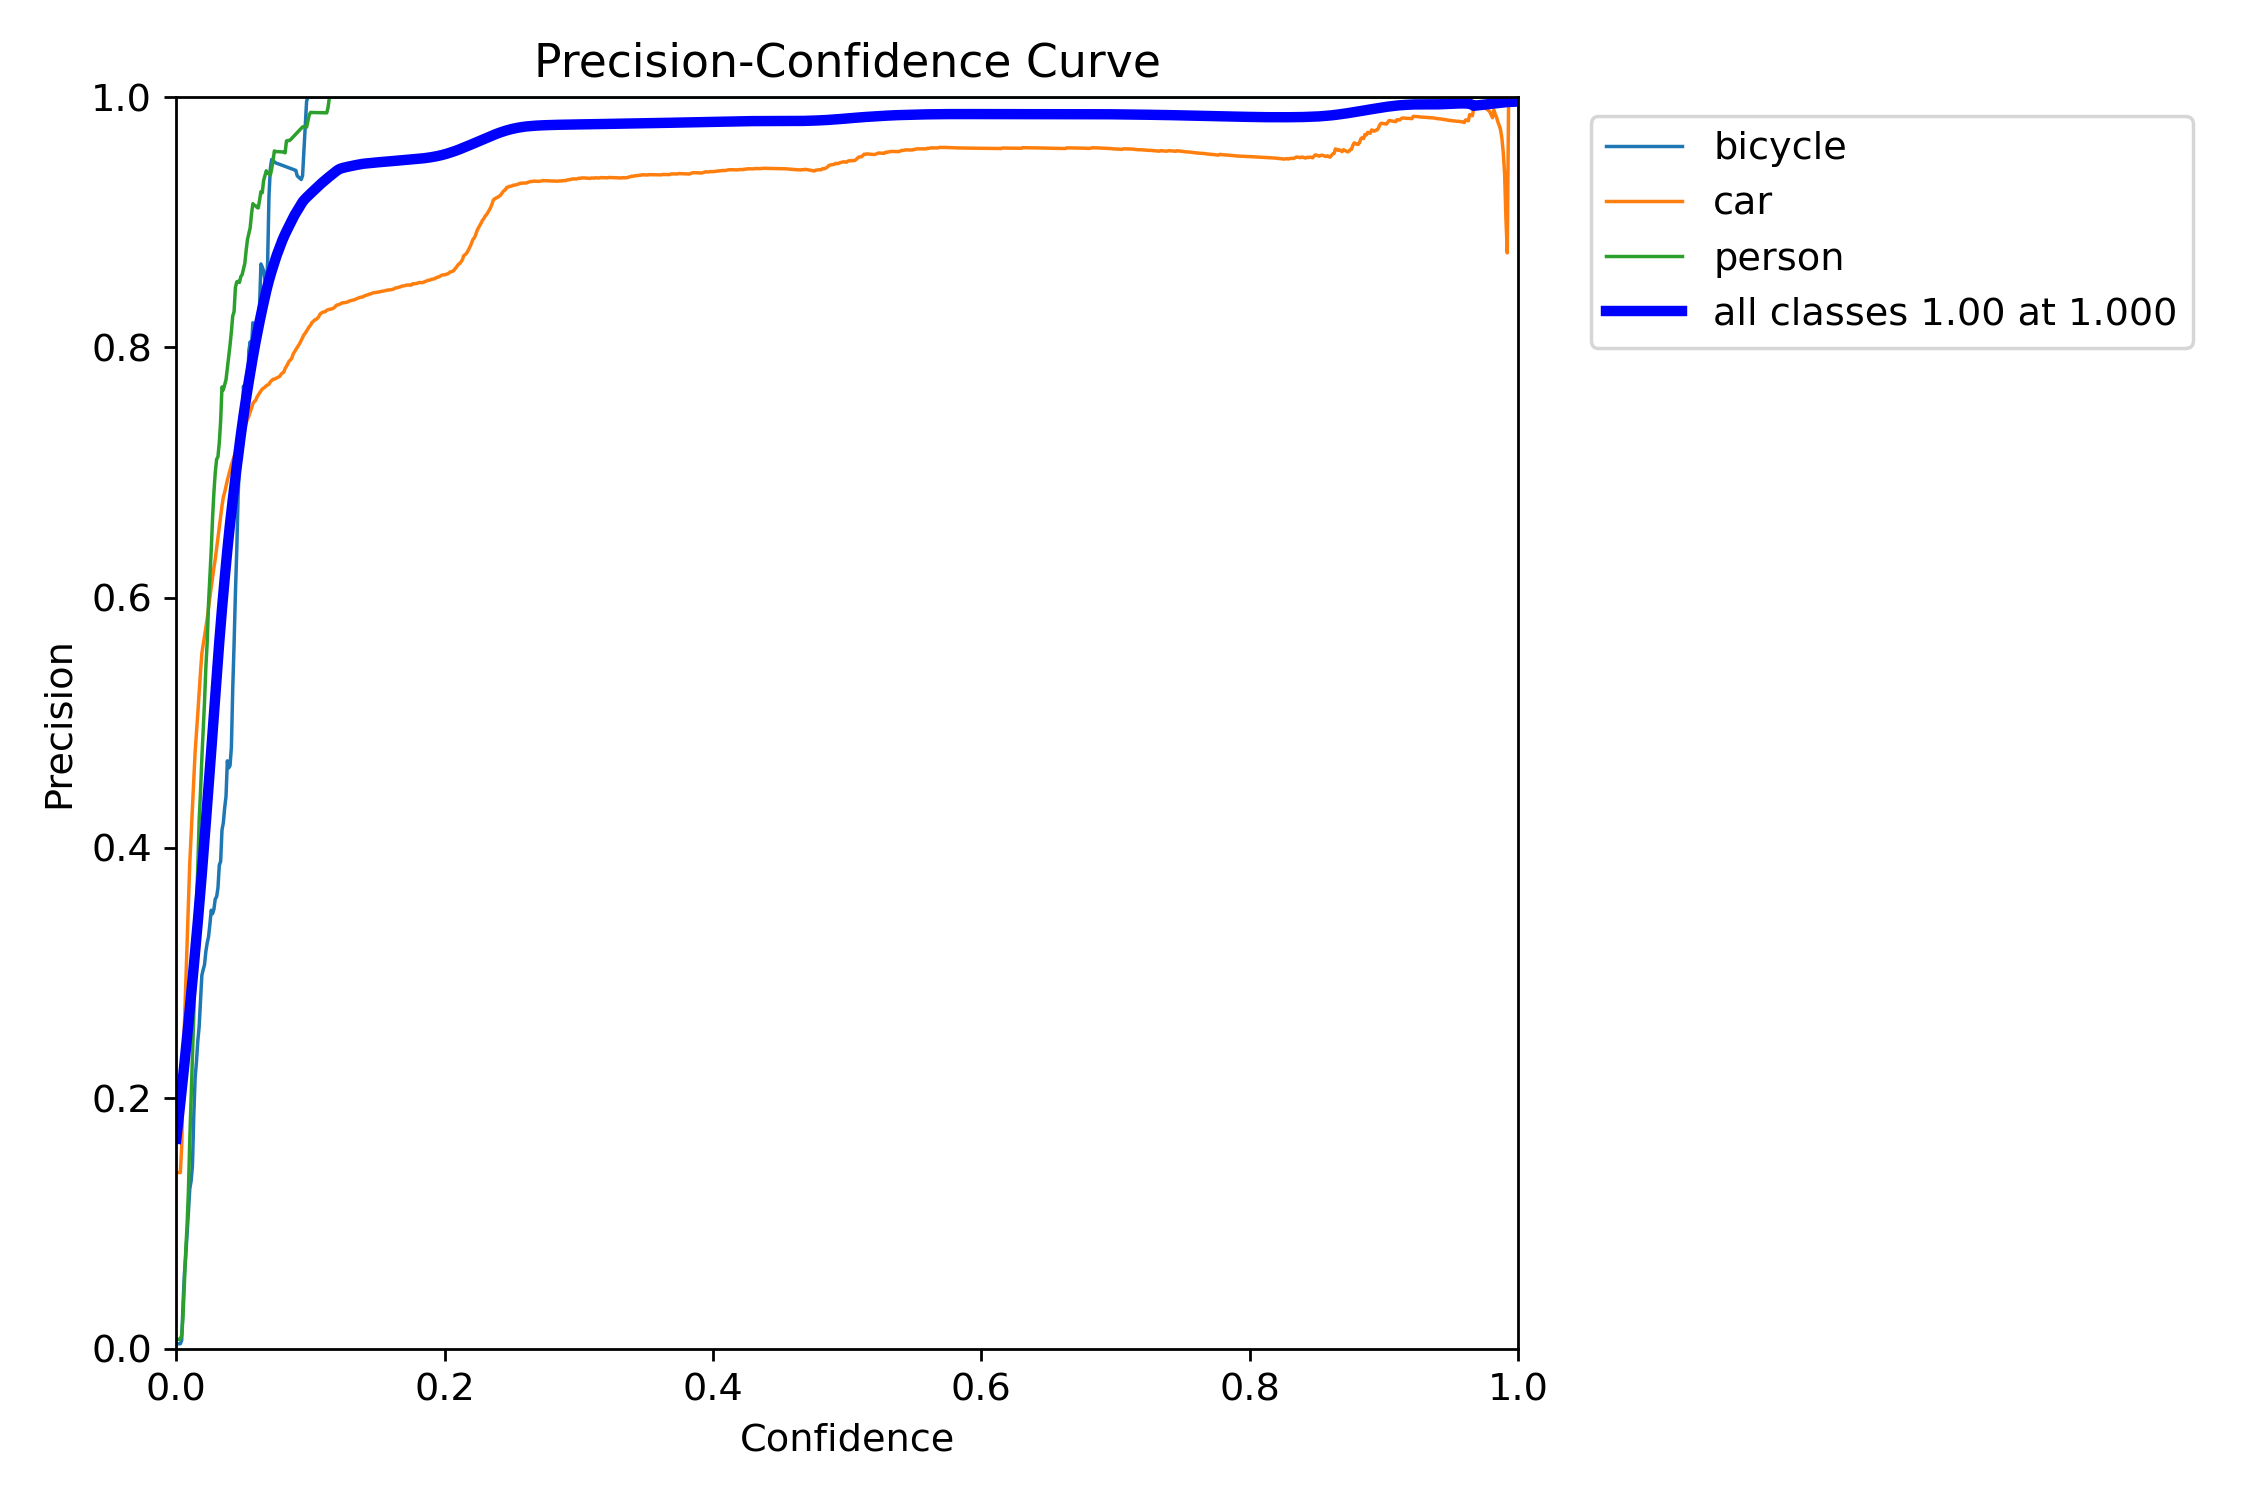 Precision-Confidence Curve
1.0
0.8
0.6
0.4
0.2
0.0
Precision
0.0 0.2 0.4 0.6 0.8 1.0
Confidence
bicycle
car
person
all classes 1.00 at 1.000